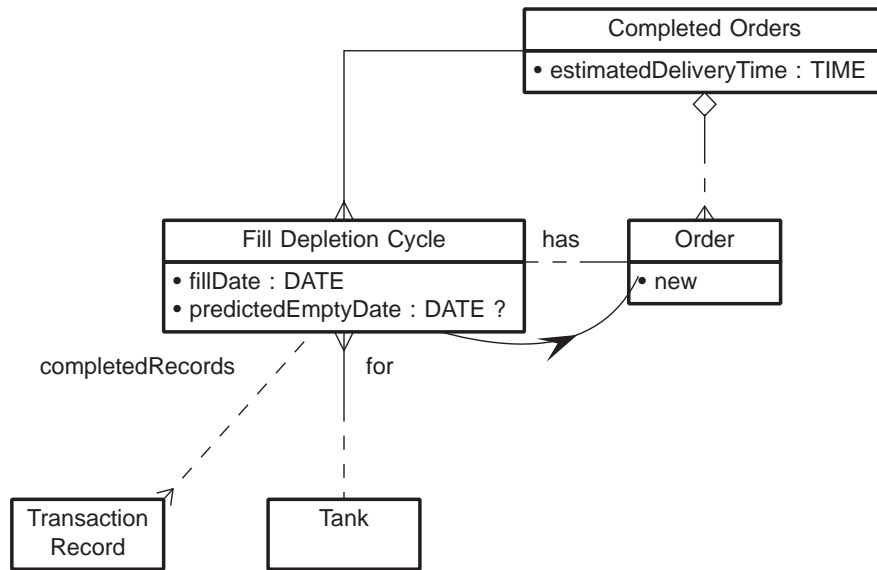 Completed Orders
• estimatedDeliveryTime : TIME
Fill Depletion Cycle
has
Order
• fillDate : DATE
• new
• predictedEmptyDate : DATE ?
completedRecords
for
Transaction
Record
Tank